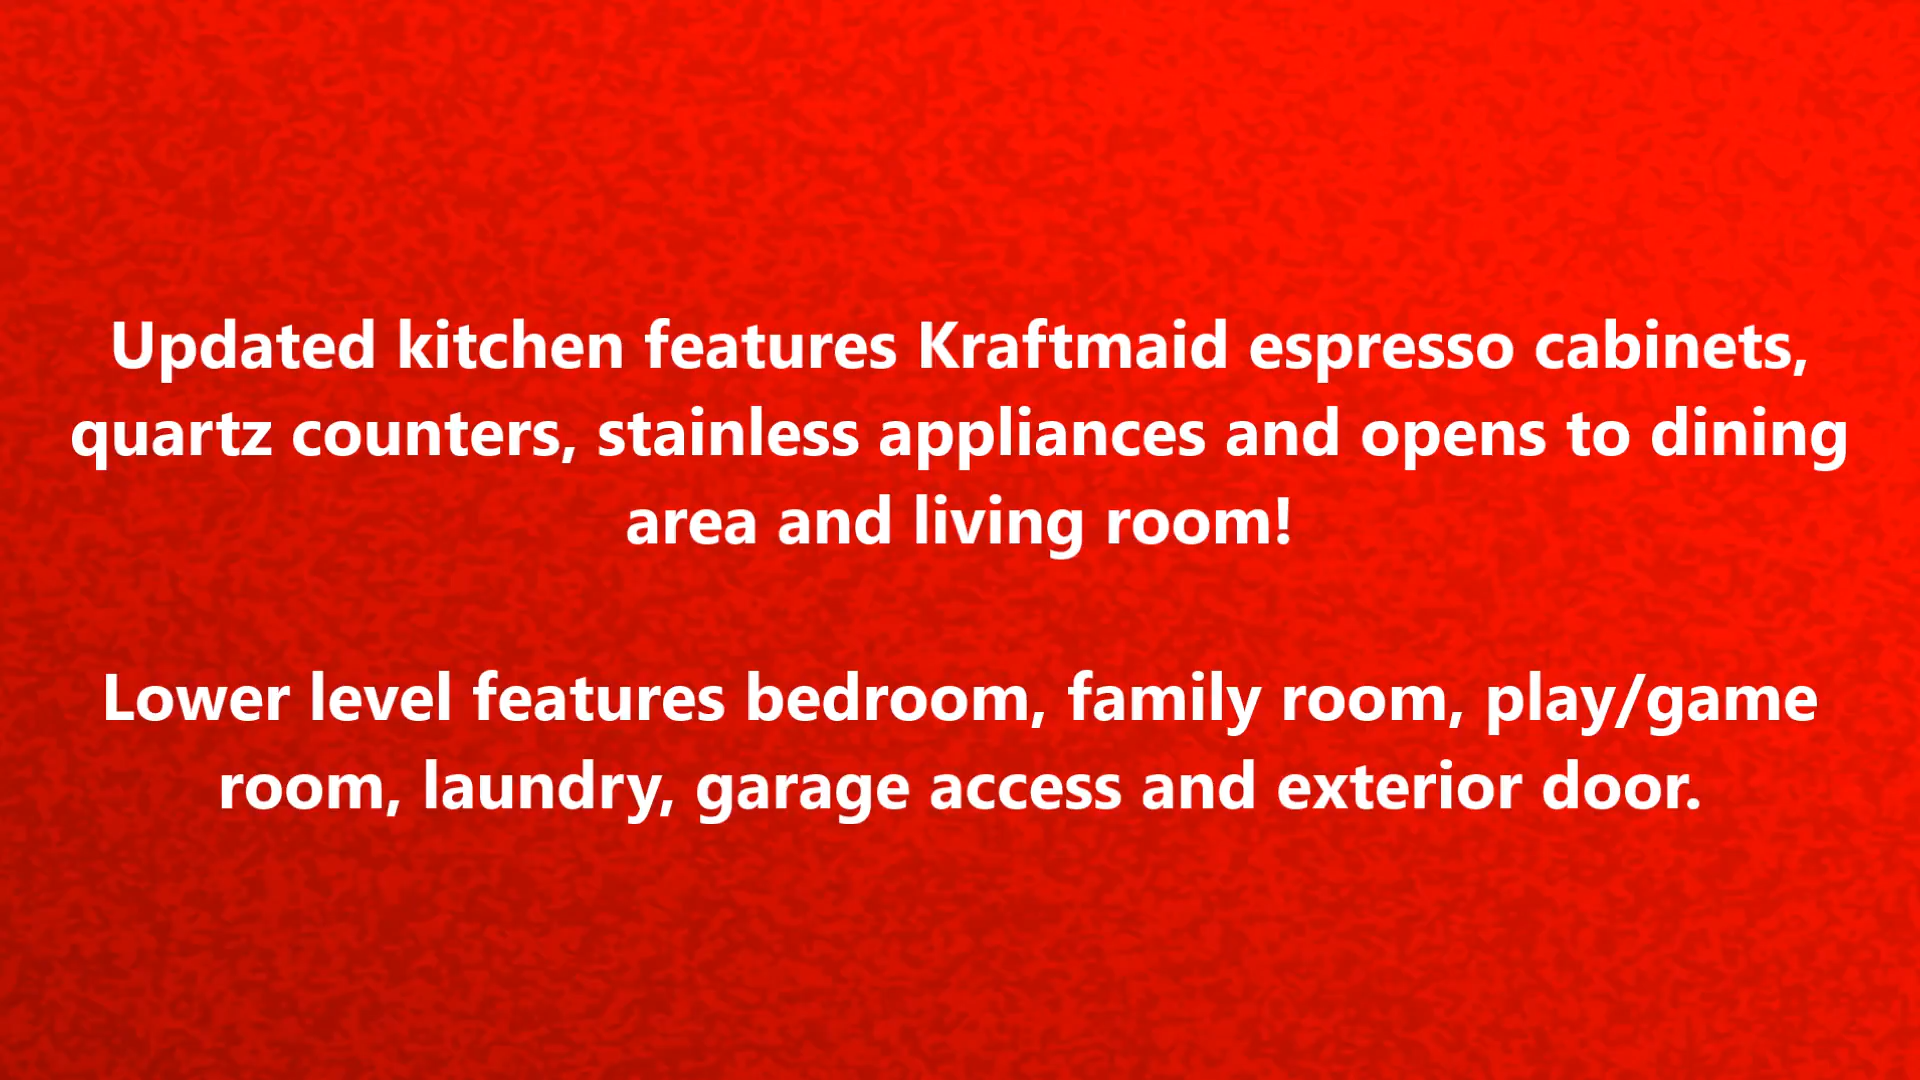 Updated kitchen features Kraftmaid espresso cabinets,
quartz counters, stainless appliances and opens to dining
area and living room!
Lower level features bedroom, family room, play/game
room, laundry, garage access and exterior door.